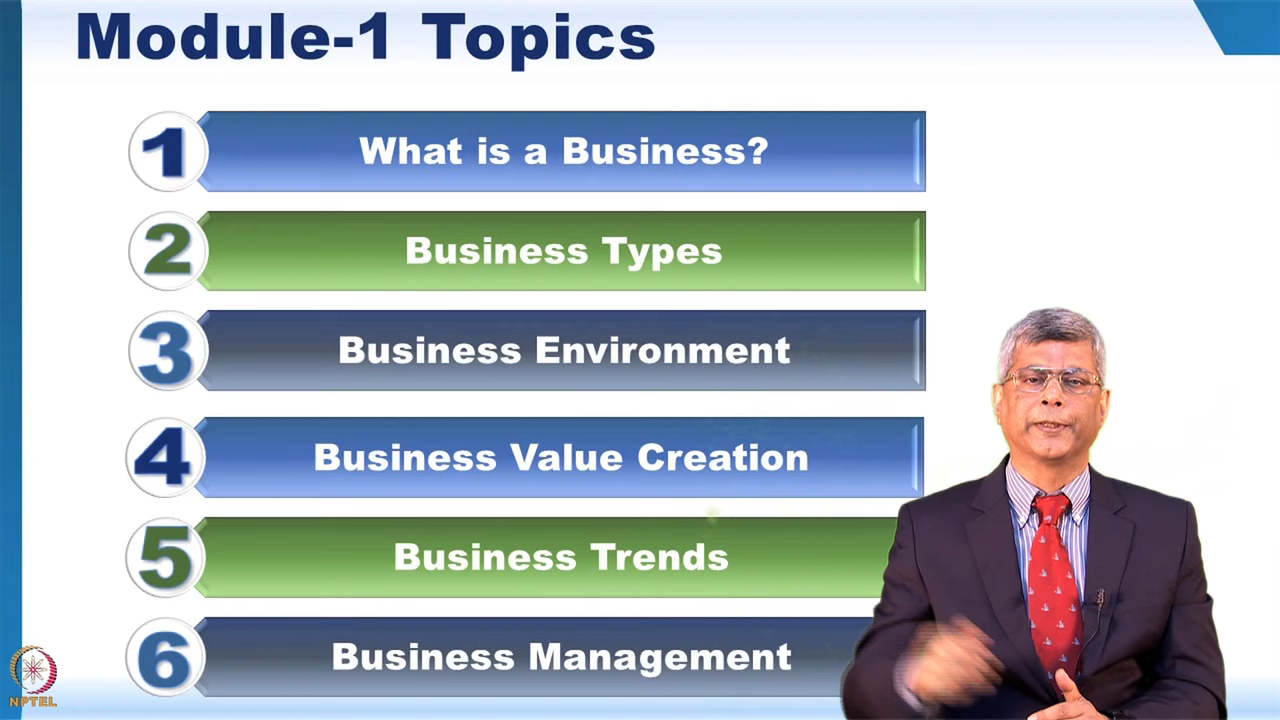 Module-1 Topics
1 What is a Business?
2 Business Types
3 Business Environment
4 Business Value Creation
5 Business Trends
6 Business Management
NPTEL